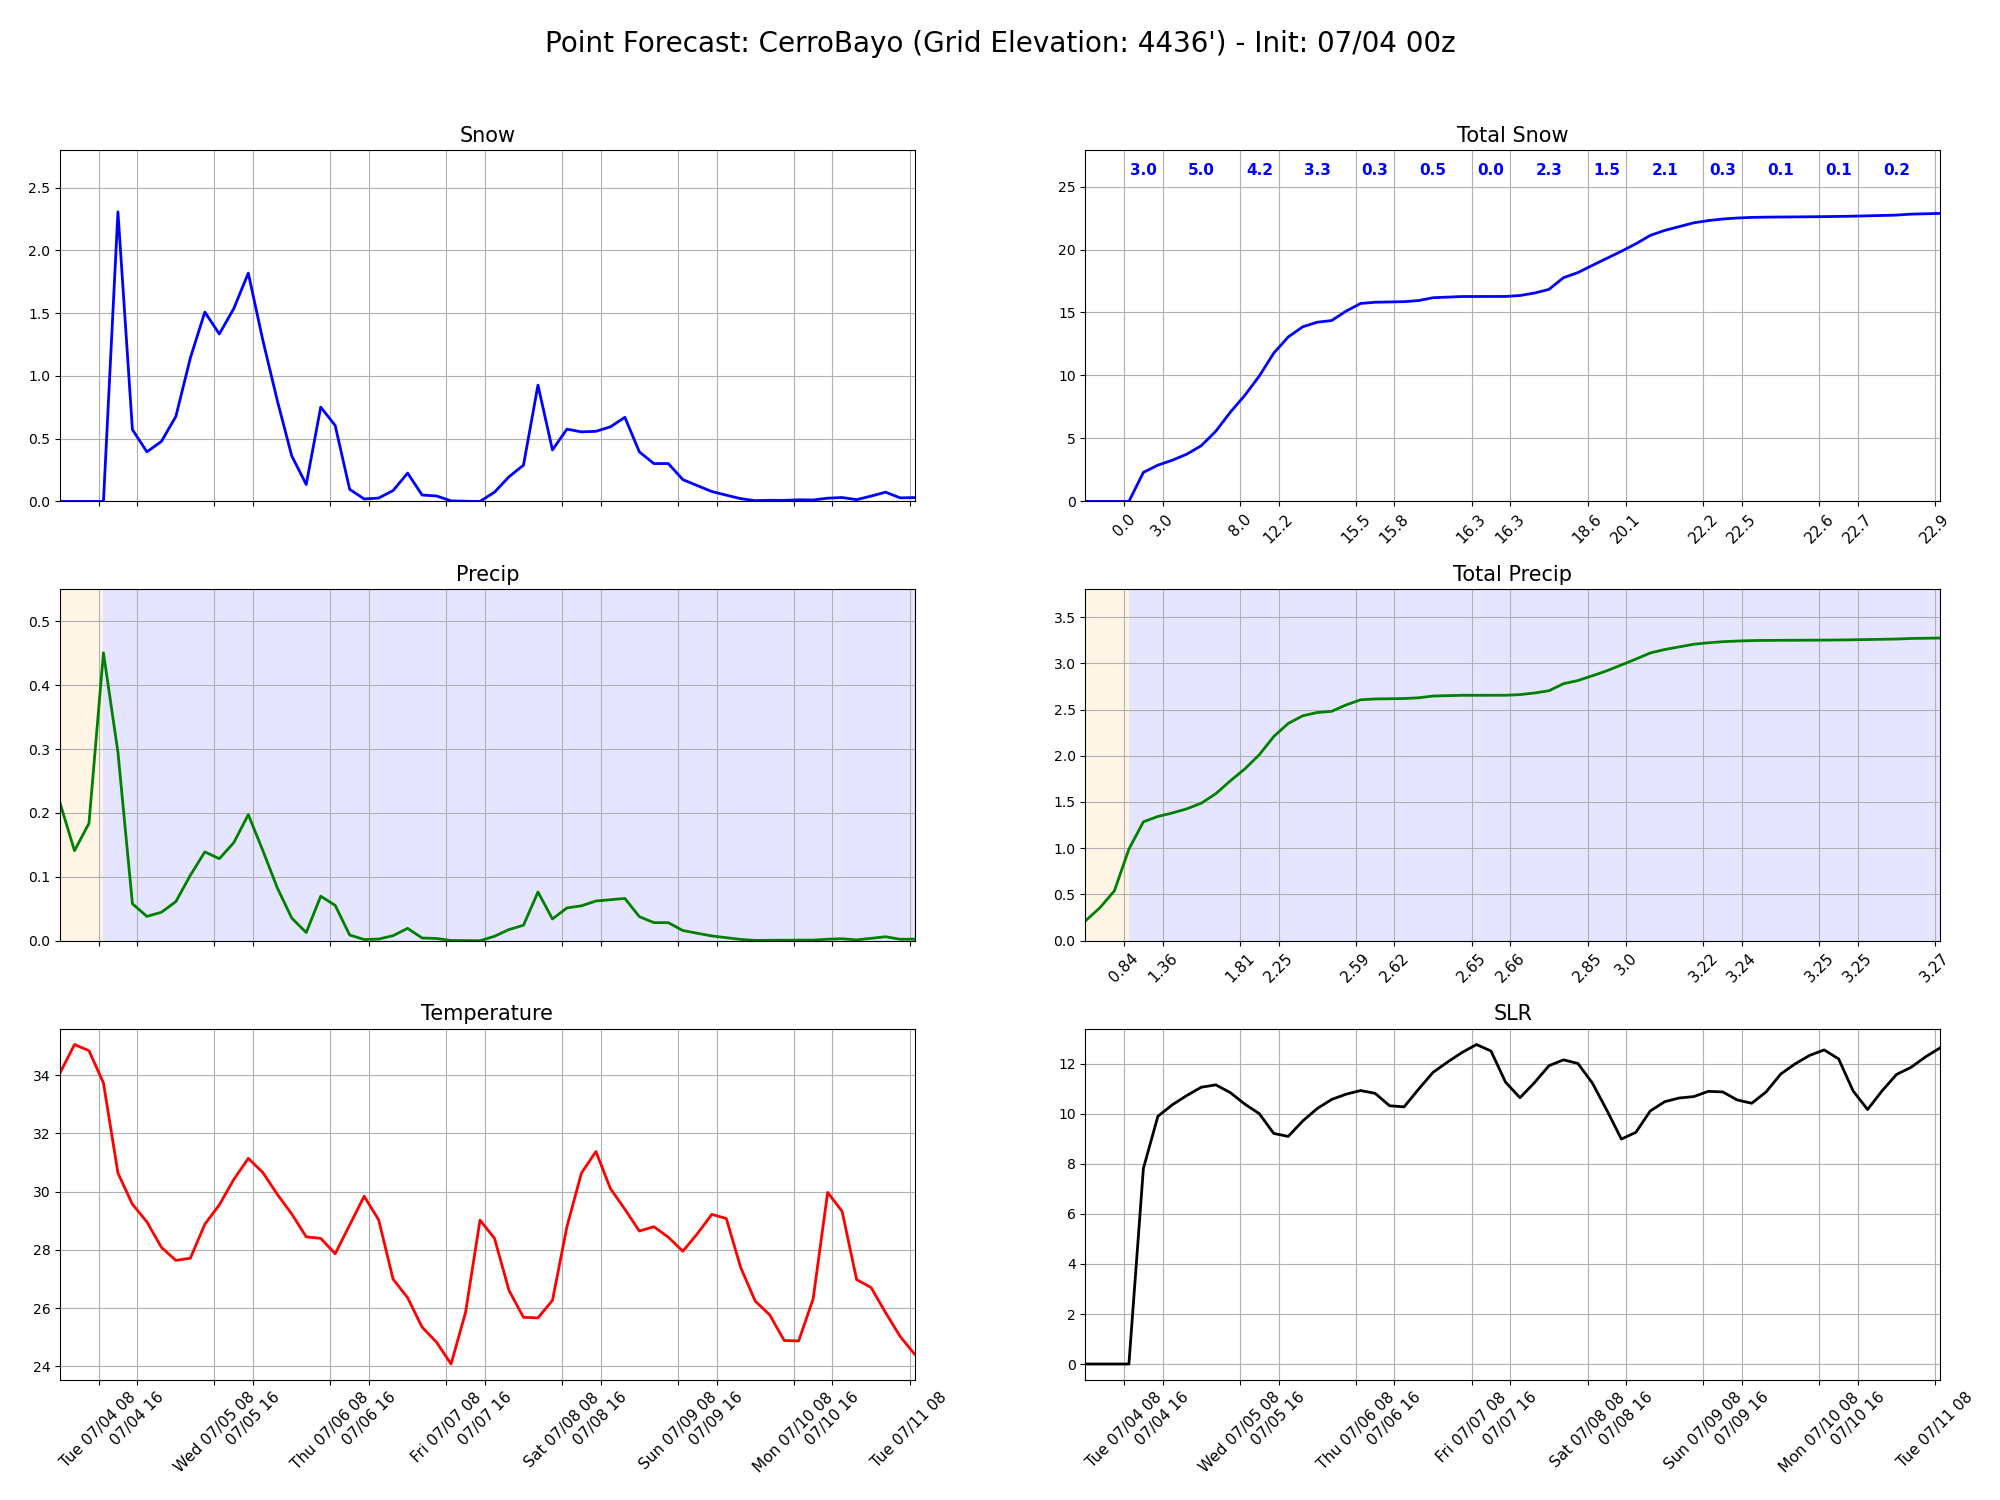 Point Forecast: CerroBayo (Grid Elevation: 4436') - Init: 07/04 00z
Snow
2.5
2.0
1.5
1.0
0.5
0.0
Total Snow
3.0 5.0 4.2 3.3 0.3 0.5 0.0 2.3 1.5 2.1 0.3 0.1 0.1 0.2
25
20
15
10
5
0
0.0 3.0 8.0 12.2 15.5 15.8 16.3 16.3 18.6 20.1 22.2 22.5 22.6 22.7 22.9
Precip
0.5
0.4
0.3
0.2
0.1
0.0
Total Precip
3.5
3.0
2.5
2.0
1.5
1.0
0.5
0.0
0.84 1.36 1.81 2.25 2.59 2.62 2.65 2.66 2.85 3.0 3.22 3.24 3.25 3.25 3.27
Temperature
34
32
30
28
26
24
Tue 07/04 08
07/04 16
Wed 07/05 08
07/05 16
Thu 07/06 08
07/06 16
Fri 07/07 08
07/07 16
Sat 07/08 08
07/08 16
Sun 07/09 08
07/09 16
Mon 07/10 08
07/10 16
Tue 07/11 08
SLR
12
10
8
6
4
2
0
Tue 07/04 08
07/04 16
Wed 07/05 08
07/05 16
Thu 07/06 08
07/06 16
Fri 07/07 08
07/07 16
Sat 07/08 08
07/08 16
Sun 07/09 08
07/09 16
Mon 07/10 08
07/10 16
Tue 07/11 08